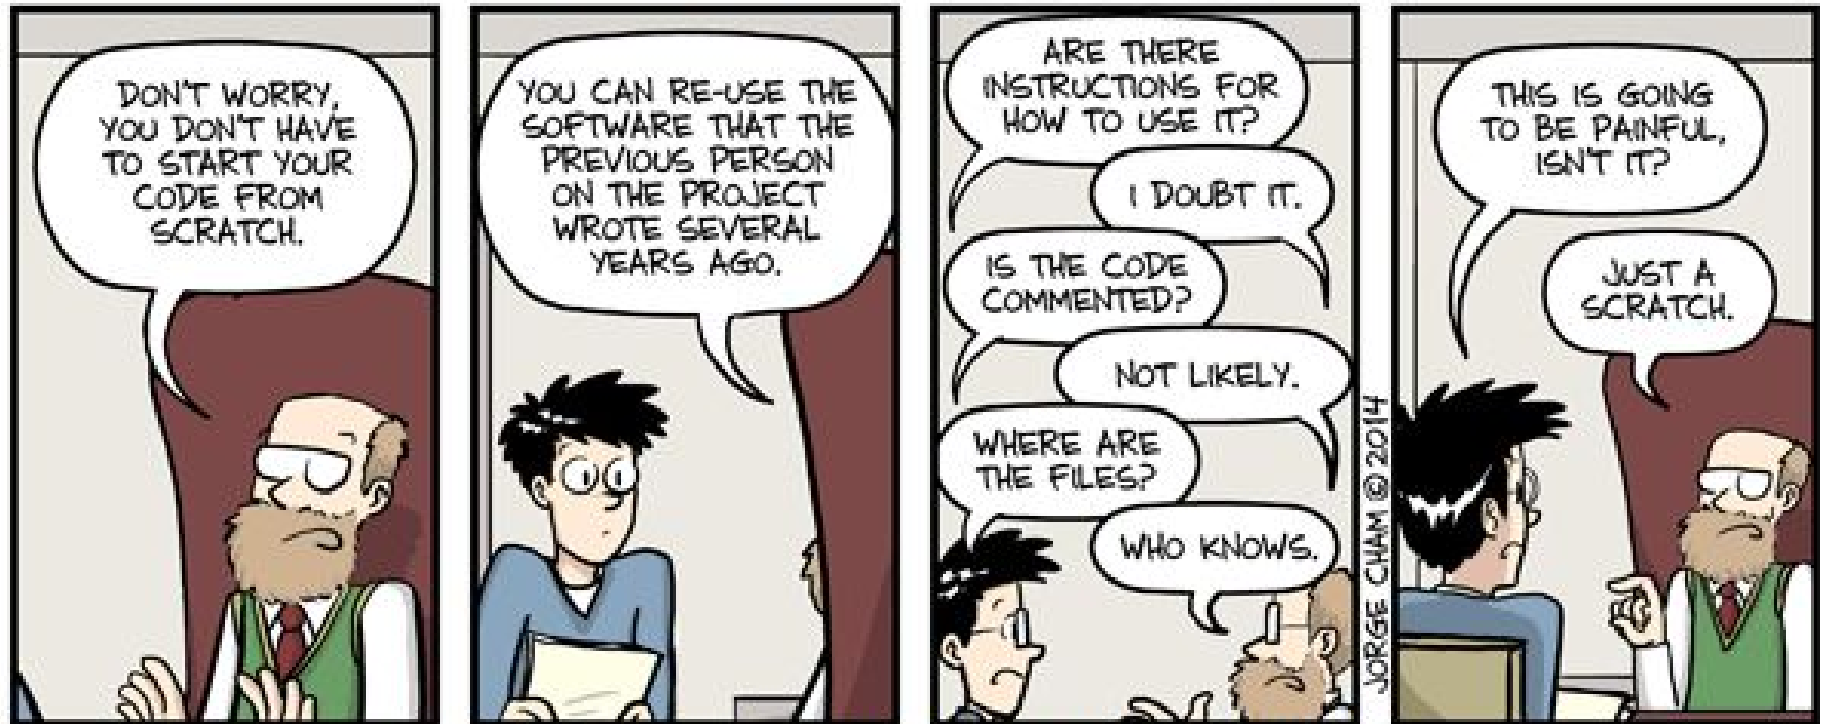 DON'T WORRY,
YOU DON'T HAVE
TO START YOUR
CODE FROM
SCRATCH.
YOU CAN RE-USE THE
SOFTWARE THAT THE
PREVIOUS PERSON
ON THE PROJECT
WROTE SEVERAL
YEARS AGO.
ARE THERE
INSTRUCTIONS FOR
HOW TO USE IT?
I DOUBT IT.
IS THE CODE
COMMENTED?
NOT LIKELY.
WHERE ARE
THE FILES?
WHO KNOWS.
JORGE CHAM © 2014
THIS IS GOING
TO BE PAINFUL,
ISN'T IT?
JUST A
SCRATCH.